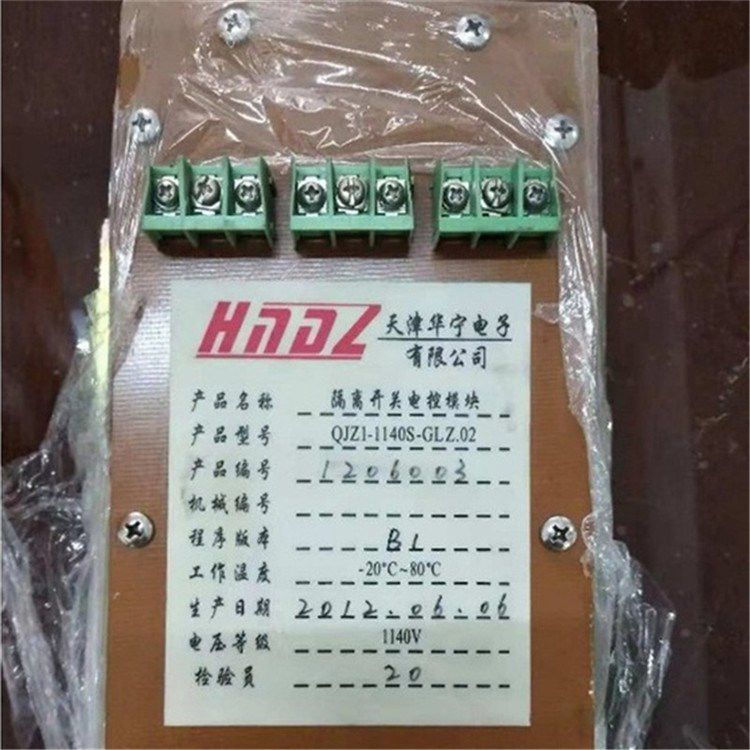 HNDZ 天津华宁电子
有限公司
产品名称 隔离开关电控模块
产品型号 QJZ1-1140S-GLZ.02
产品编号 1206003
机械编号
程序版本 B1
工作温度 -20℃~80℃
生产日期 2012.06.06
电压等级 1140V
检验员 20